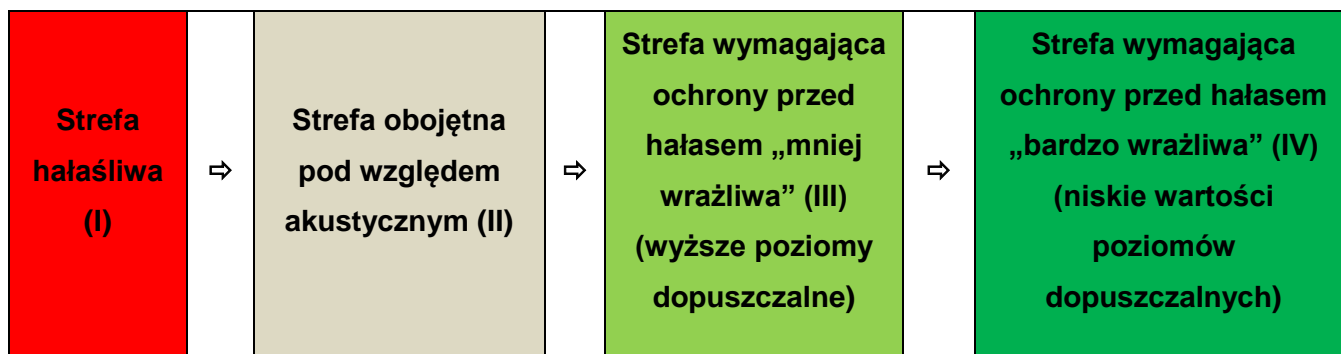 Strefa
hałaśliwa
(I)
⇨
Strefa obojętna
pod względem
akustycznym (II)
⇨
Strefa wymagająca
ochrony przed
hałasem „mniej
wrażliwa” (III)
(wyższe poziomy
dopuszczalne)
⇨
Strefa wymagająca
ochrony przed hałasem
„bardzo wrażliwa” (IV)
(niskie wartości
poziomów
dopuszczalnych)